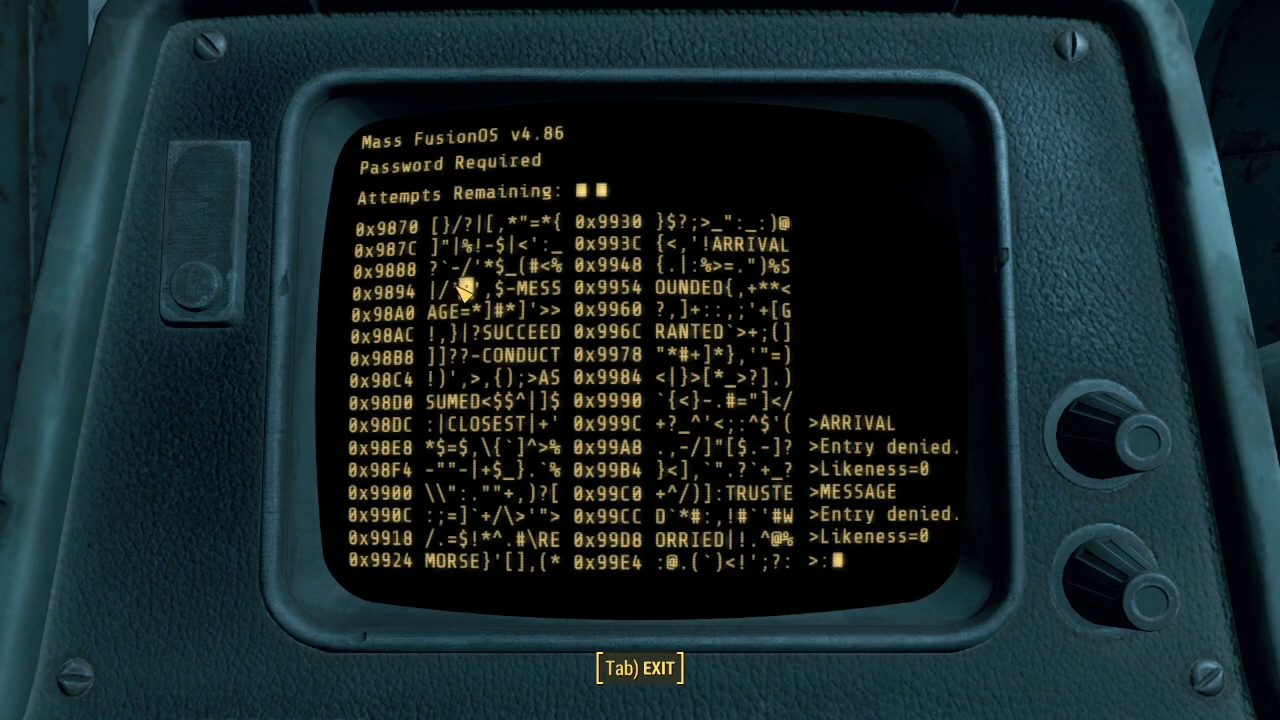 Mass FusionOS v4.86
Password Required
Attempts Remaining: ■ ■
0x9870 [}/?|[,*"=*{ 0x9930 }$?;>_":_:)@
0x987C ]"|%!-$|<':_ 0x993C {<,'!ARRIVAL
0x9888 ?`-/'*$_(#<% 0x9948 {.|:%>=.")%S
0x9894 |/ ',$-MESS 0x9954 OUNDED{,+**<
0x98A0 AGE=*]#*]'>> 0x9960 ?,]+::,;'+[G
0x98AC !,}|?SUCCEED 0x996C RANTED`>+;(]
0x98B8 ]]??-CONDUCT 0x9978 "*#+]*},'"=)
0x98C4 !)',>,{);>AS 0x9984 <|}>[*_>?].)
0x98D0 SUMED<$$^|]$ 0x9990 `{<}-.#="]</
0x98DC :|CLOSEST|+' 0x999C +?_^'<;:^$'( >ARRIVAL
0x98E8 *$=$,\{`]^>% 0x99A8 .,-/]"[$.-]? >Entry denied.
0x98F4 -""-|+$_}.`% 0x99B4 }<],`".?`+_? >Likeness=0
0x9900 \\":.""+,)?[ 0x99C0 +^/)]:TRUSTE >MESSAGE
0x990C :;=]`+/\>'"> 0x99CC D`*#:,!#`'#W >Entry denied.
0x9918 /.=$!*^.#\RE 0x99D8 ORRIED|!.^@% >Likeness=0
0x9924 MORSE}'[],(* 0x99E4 :@.(`)<!';?: >:■
[Tab) EXIT]